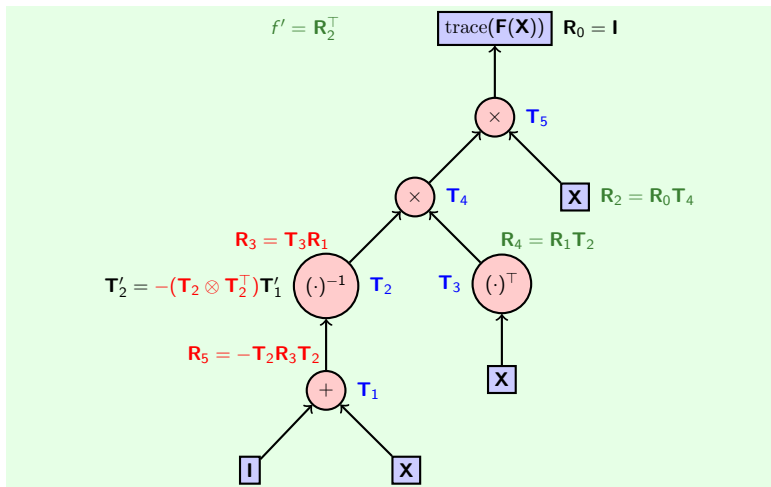 f′ = R₂⊤ trace(F(X)) R₀ = I
× T₅
× T₄ X R₂ = R₀T₄
R₃ = T₃R₁ R₄ = R₁T₂
T₂′ = −(T₂ ⊗ T₂⊤)T₁′ (·)⁻¹ T₂ T₃ (·)⊤
R₅ = −T₂R₃T₂
X
+ T₁
I X